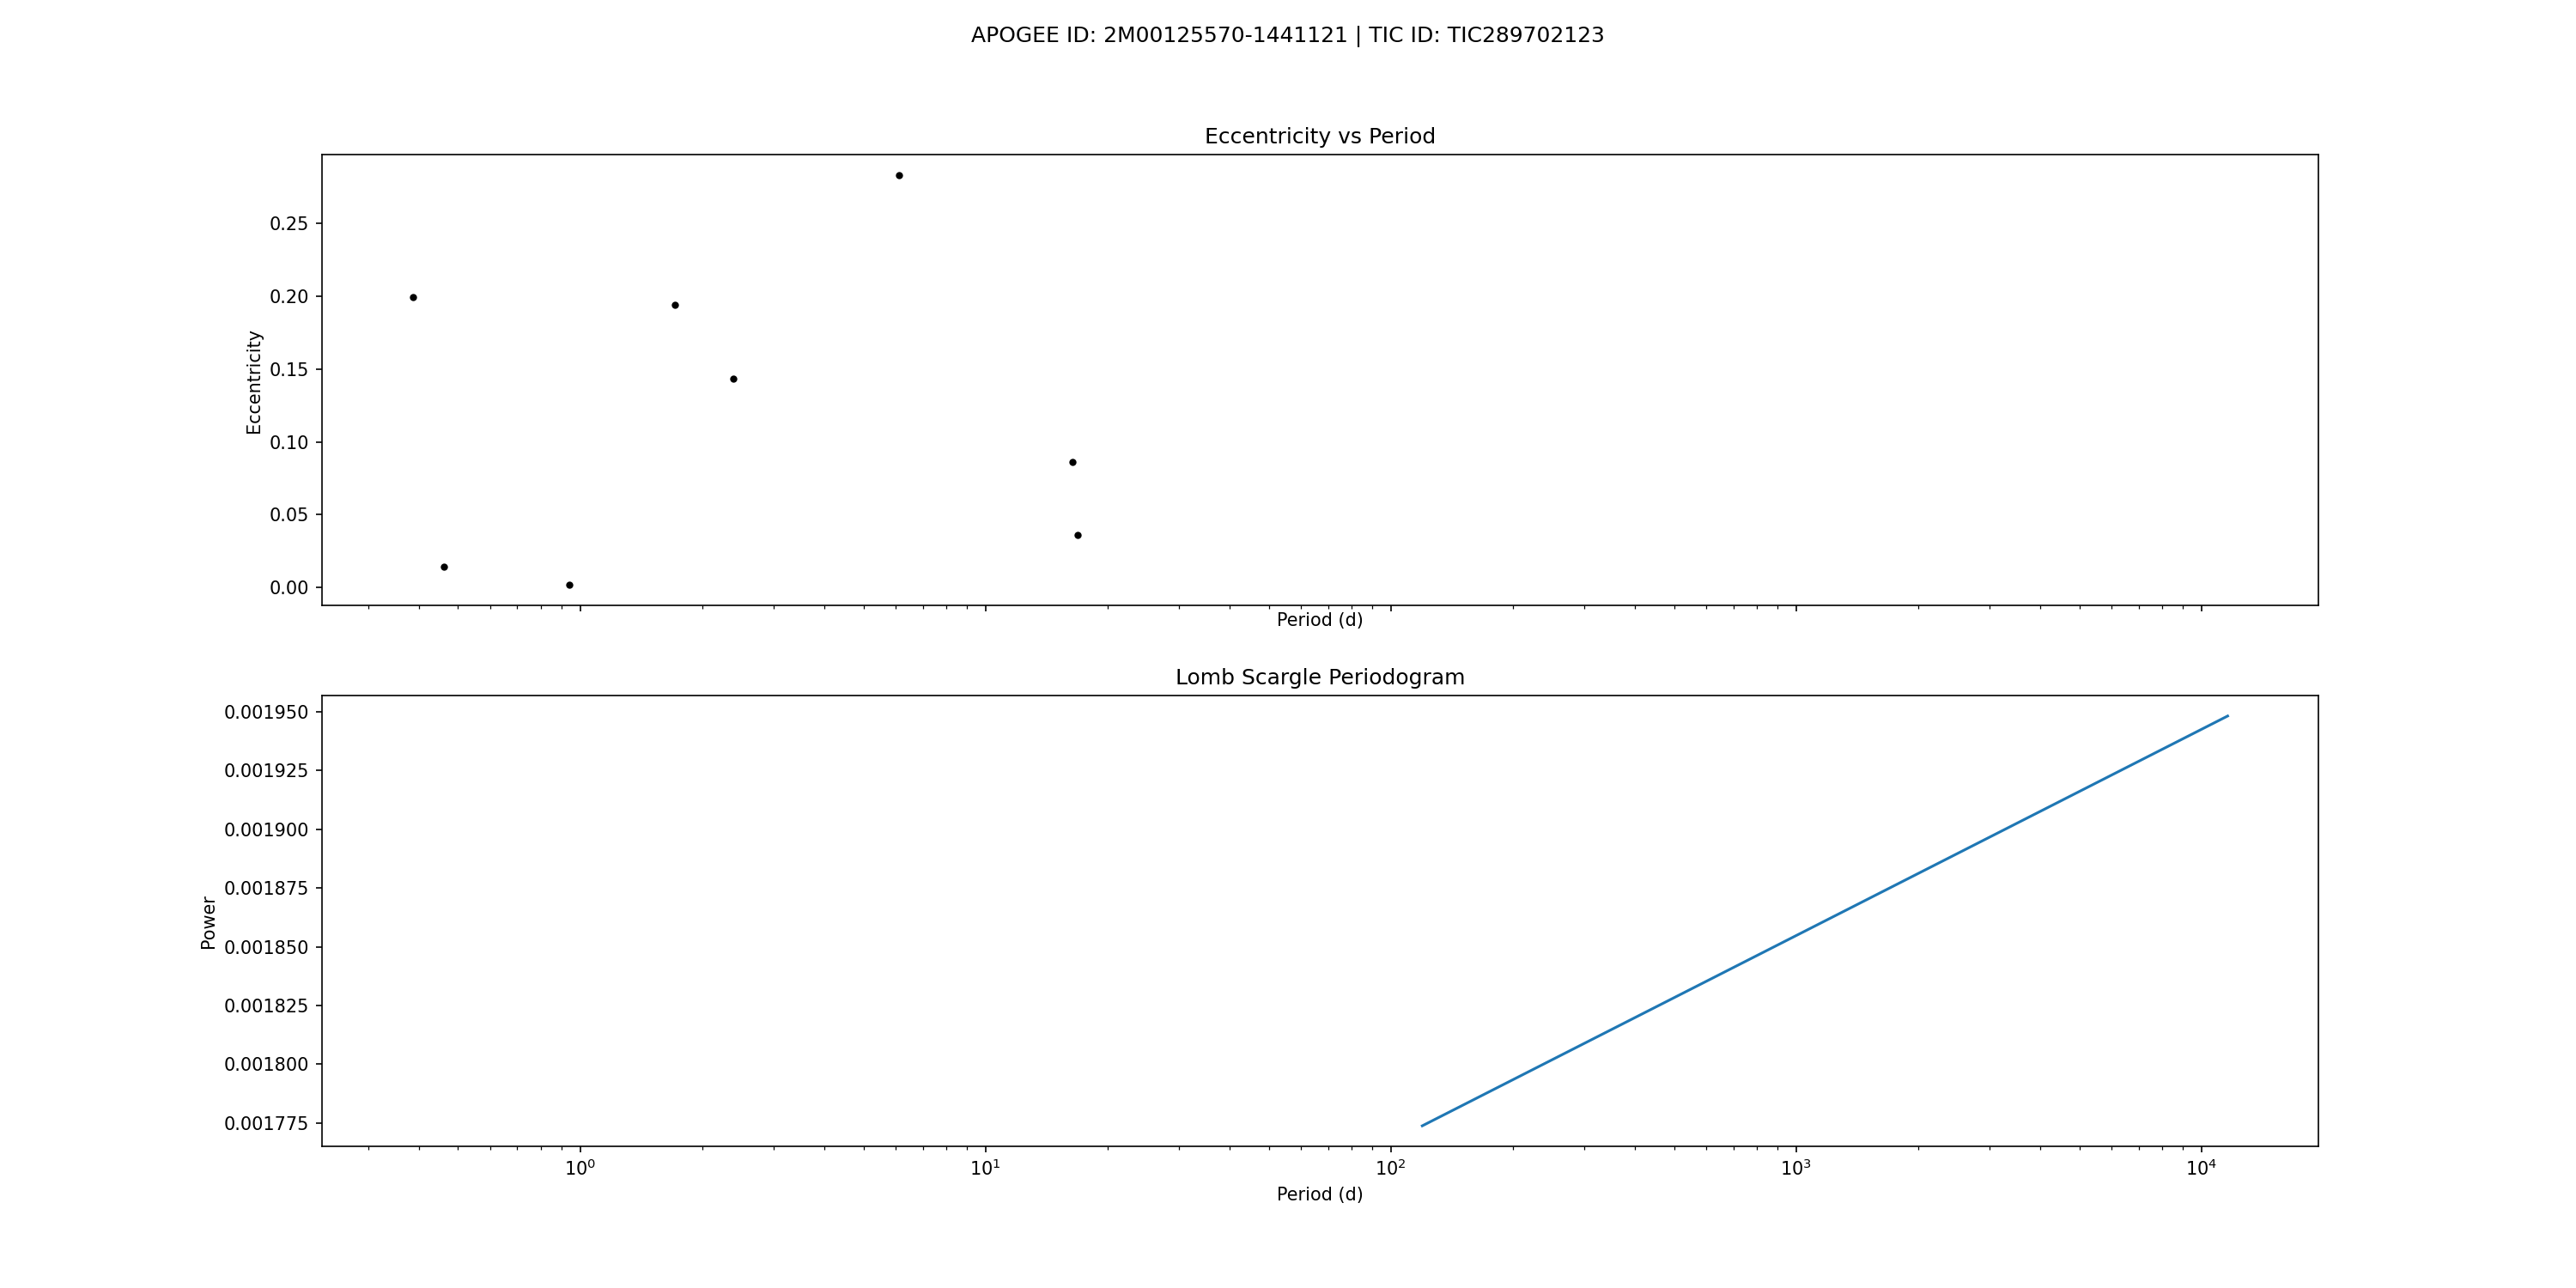 APOGEE ID: 2M00125570-1441121 | TIC ID: TIC289702123
Eccentricity vs Period
0.25
0.20
0.15
0.10
0.05
0.00
Eccentricity
Period (d)
Lomb Scargle Periodogram
0.001950
0.001925
0.001900
0.001875
0.001850
0.001825
0.001800
0.001775
Power
10⁰ 10¹ 10² 10³ 10⁴
Period (d)